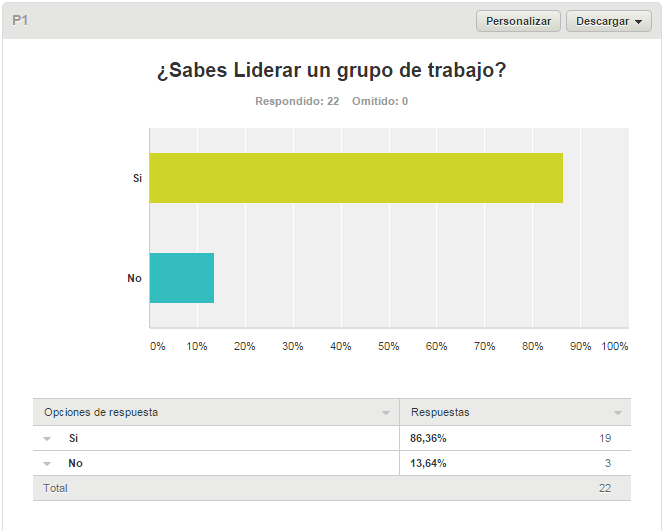 P1 Personalizar Descargar
¿Sabes Liderar un grupo de trabajo?
Respondido: 22 Omitido: 0
Si
No
0% 10% 20% 30% 40% 50% 60% 70% 80% 90% 100%
Opciones de respuesta Respuestas
Si 86,36% 19
No 13,64% 3
Total 22